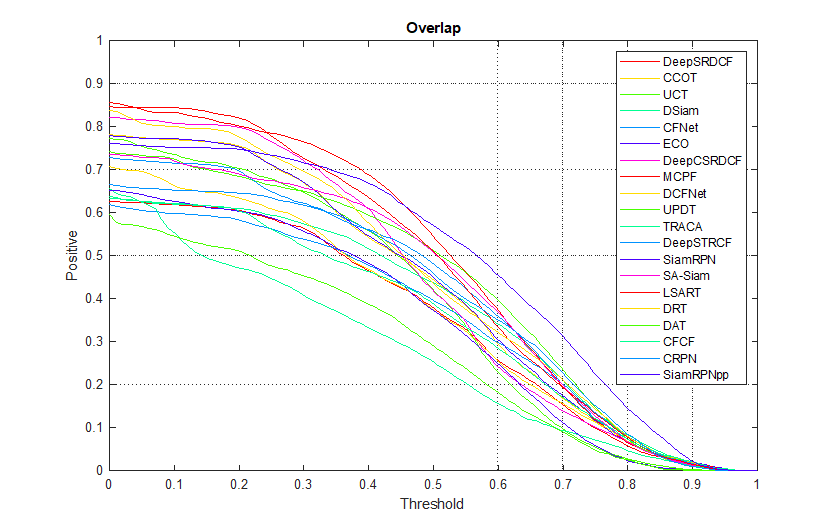 Overlap
Positive
1
0.9
0.8
0.7
0.6
0.5
0.4
0.3
0.2
0.1
0
0 0.1 0.2 0.3 0.4 0.5 0.6 0.7 0.8 0.9 1
Threshold
DeepSRDCF
CCOT
UCT
DSiam
CFNet
ECO
DeepCSRDCF
MCPF
DCFNet
UPDT
TRACA
DeepSTRCF
SiamRPN
SA-Siam
LSART
DRT
DAT
CFCF
CRPN
SiamRPNpp